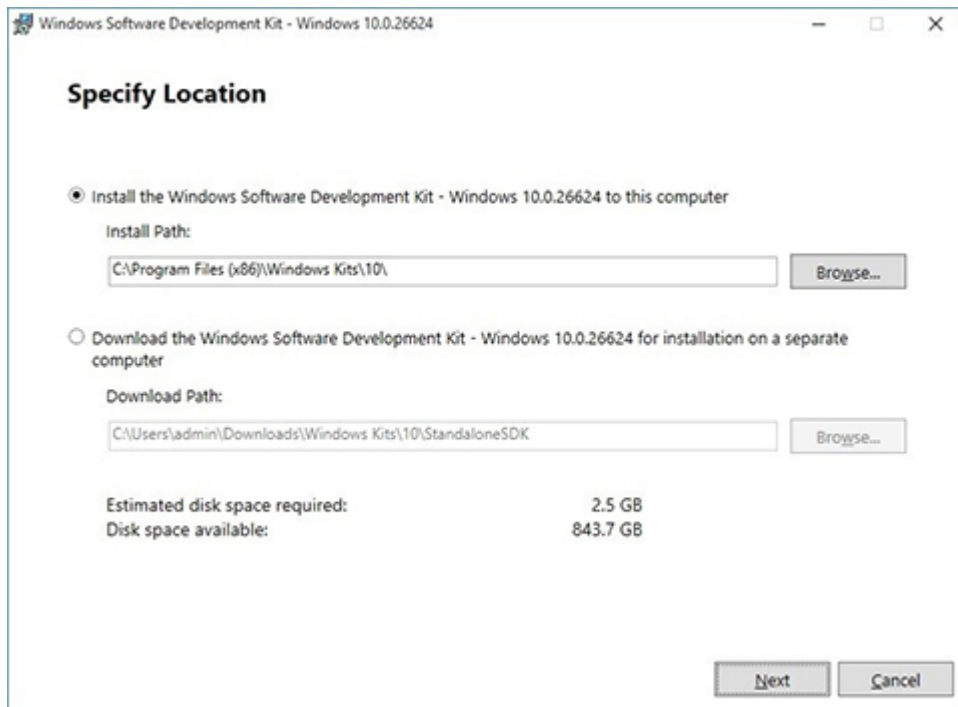 Windows Software Development Kit - Windows 10.0.26624
Specify Location
Install the Windows Software Development Kit - Windows 10.0.26624 to this computer
Install Path:
C:\Program Files (x86)\Windows Kits\10\
Browse...
Download the Windows Software Development Kit - Windows 10.0.26624 for installation on a separate
computer
Download Path:
C:\Users\admin\Downloads\Windows Kits\10\StandaloneSDK
Browse...
Estimated disk space required: 2.5 GB
Disk space available: 843.7 GB
Next
Cancel